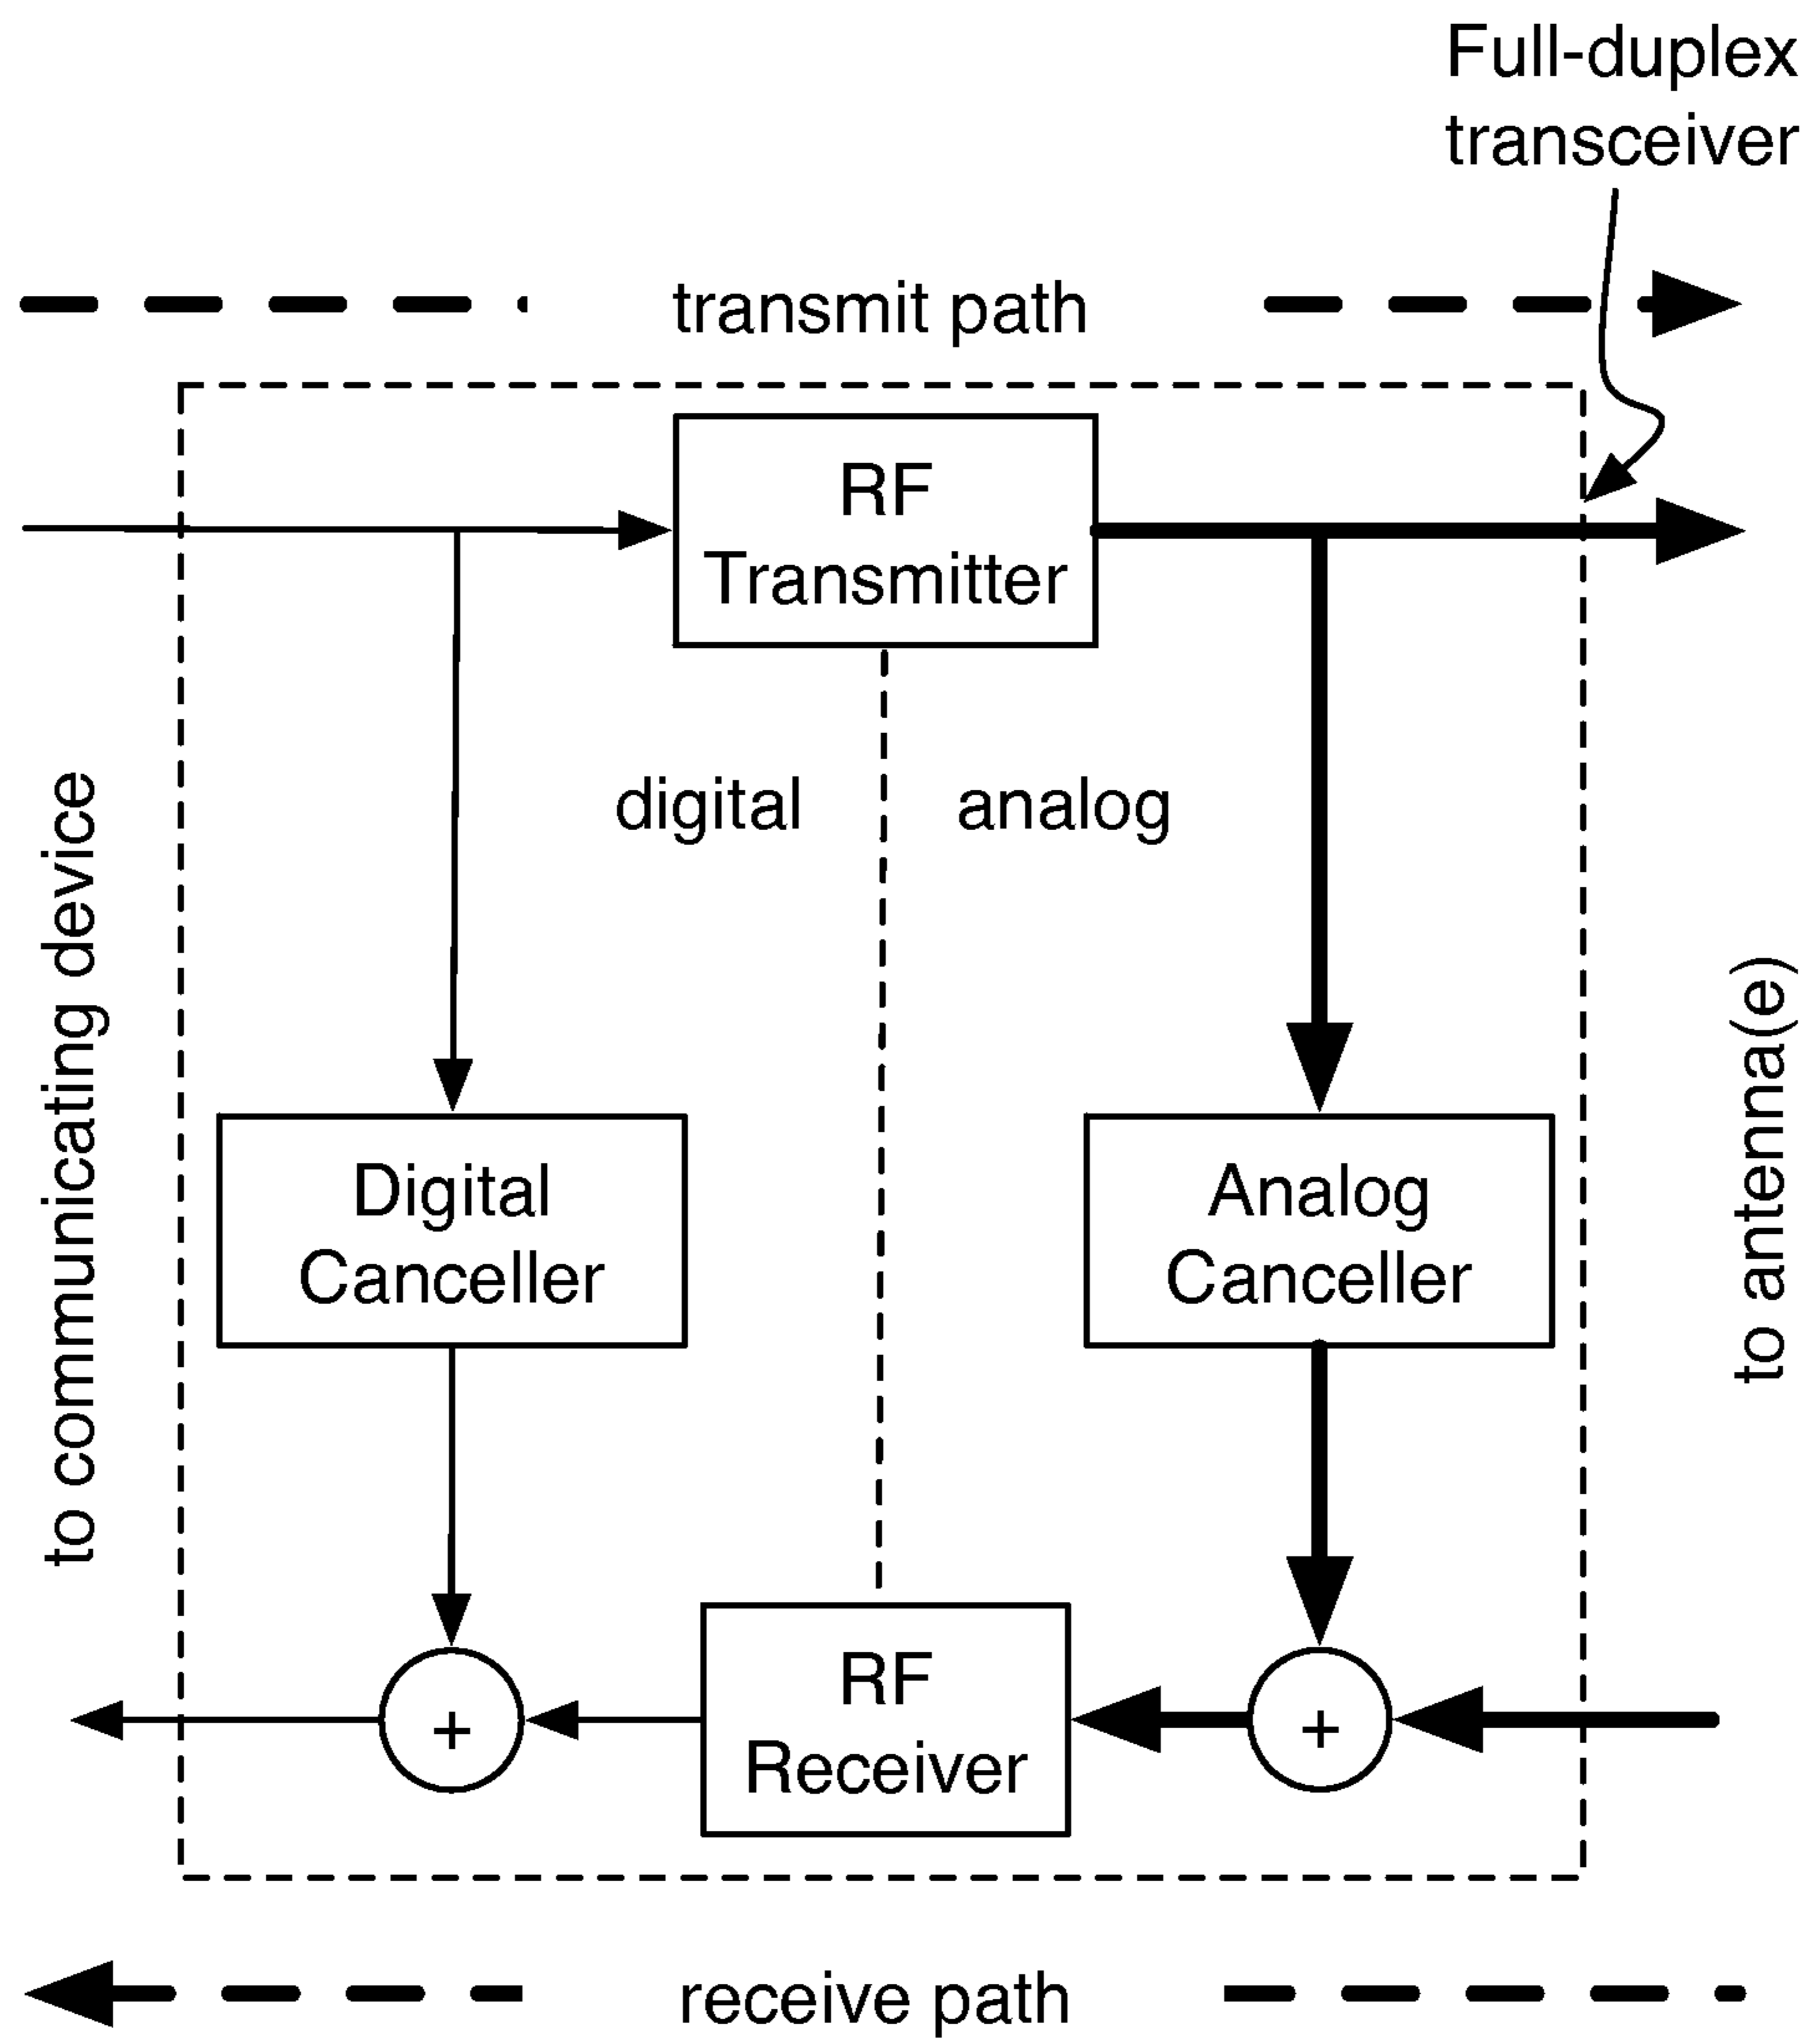 Full-duplex
transceiver
transmit path
RF
Transmitter
digital
analog
to communicating device
to antenna(e)
Digital
Canceller
Analog
Canceller
+
RF
Receiver
+
receive path